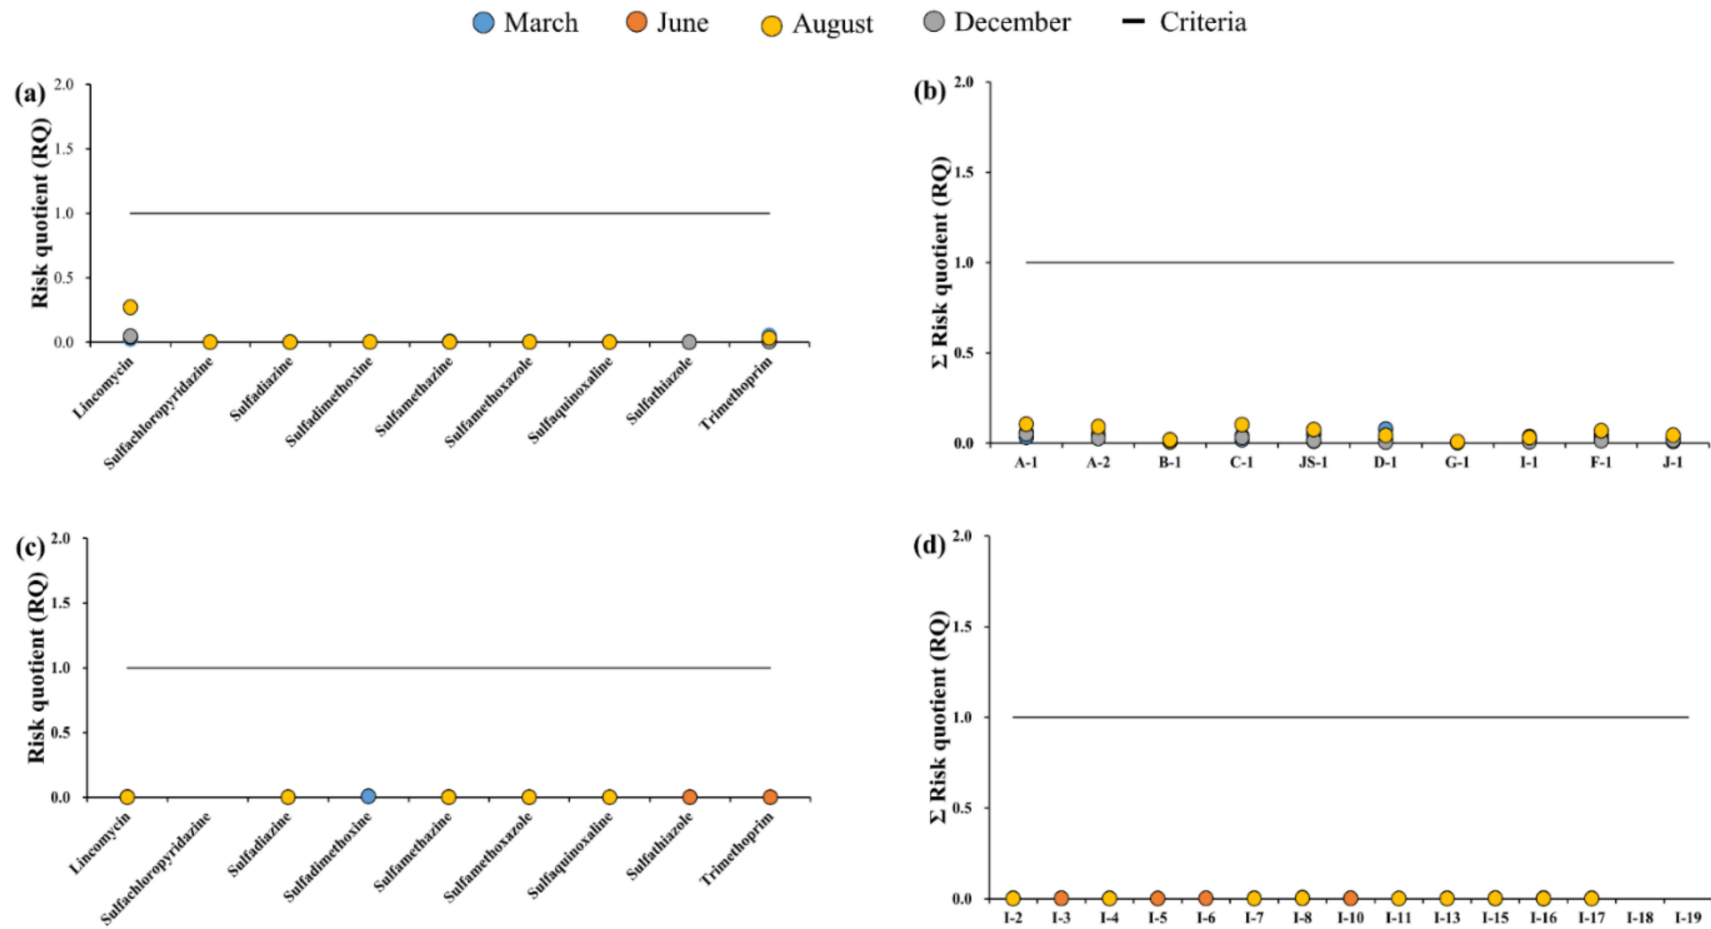 March June August December Criteria
(a)
Risk quotient (RQ)
2.0
1.5
1.0
0.5
0.0
Lincomycin
Sulfachloropyridazine
Sulfadiazine
Sulfadimethoxine
Sulfamethazine
Sulfamethoxazole
Sulfaquinoxaline
Sulfathiazole
Trimethoprim
(b)
Σ Risk quotient (RQ)
2.0
1.5
1.0
0.5
0.0
A-1 A-2 B-1 C-1 JS-1 D-1 G-1 I-1 F-1 J-1
(c)
Risk quotient (RQ)
2.0
1.5
1.0
0.5
0.0
Lincomycin
Sulfachloropyridazine
Sulfadiazine
Sulfadimethoxine
Sulfamethazine
Sulfamethoxazole
Sulfaquinoxaline
Sulfathiazole
Trimethoprim
(d)
Σ Risk quotient (RQ)
2.0
1.5
1.0
0.5
0.0
I-2 I-3 I-4 I-5 I-6 I-7 I-8 I-10 I-11 I-13 I-15 I-16 I-17 I-18 I-19